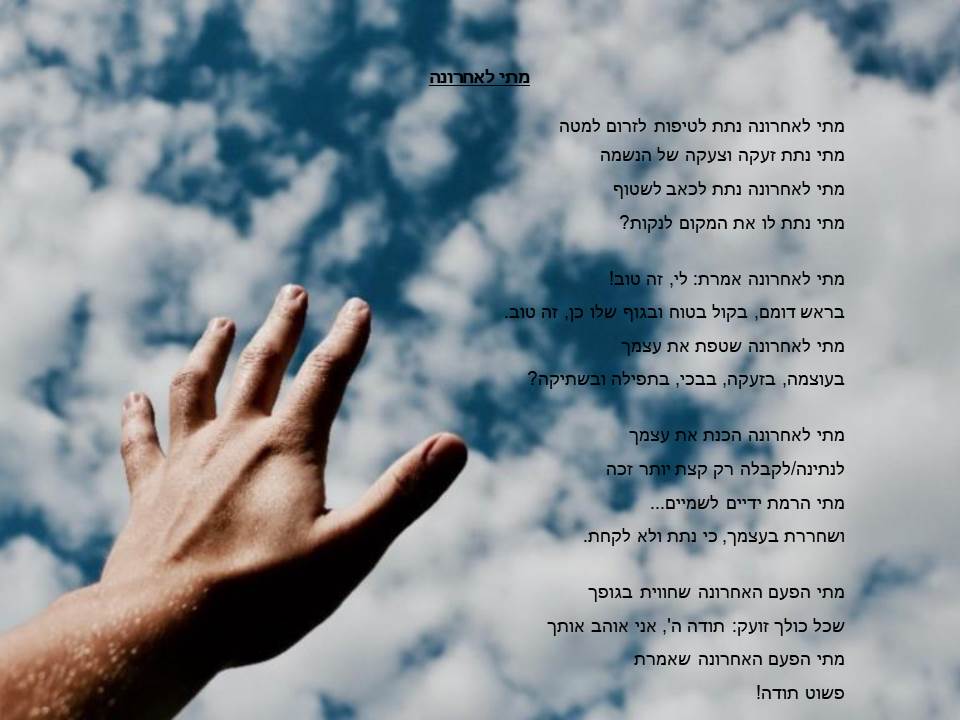 מתי לאחרונה
מתי לאחרונה נתת לטיפות לזרום למטה
מתי נתת זעקה וצעקה של הנשמה
מתי לאחרונה נתת לכאב לשטוף
מתי נתת לו את המקום לנקות?
מתי לאחרונה אמרת: לי, זה טוב!
בראש דומם, בקול בטוח ובגוף שלו כן, זה טוב.
מתי לאחרונה שטפת את עצמך
בעוצמה, בזעקה, בבכי, בתפילה ובשתיקה?
מתי לאחרונה הכנת את עצמך
לנתינה/לקבלה רק קצת יותר זכה
מתי הרמת ידיים לשמיים...
ושחררת בעצמך, כי נתת ולא לקחת.
מתי הפעם האחרונה שחווית בגופך
שכל כולך זועק: תודה ה', אני אוהב אותך
מתי הפעם האחרונה שאמרת
פשוט תודה!